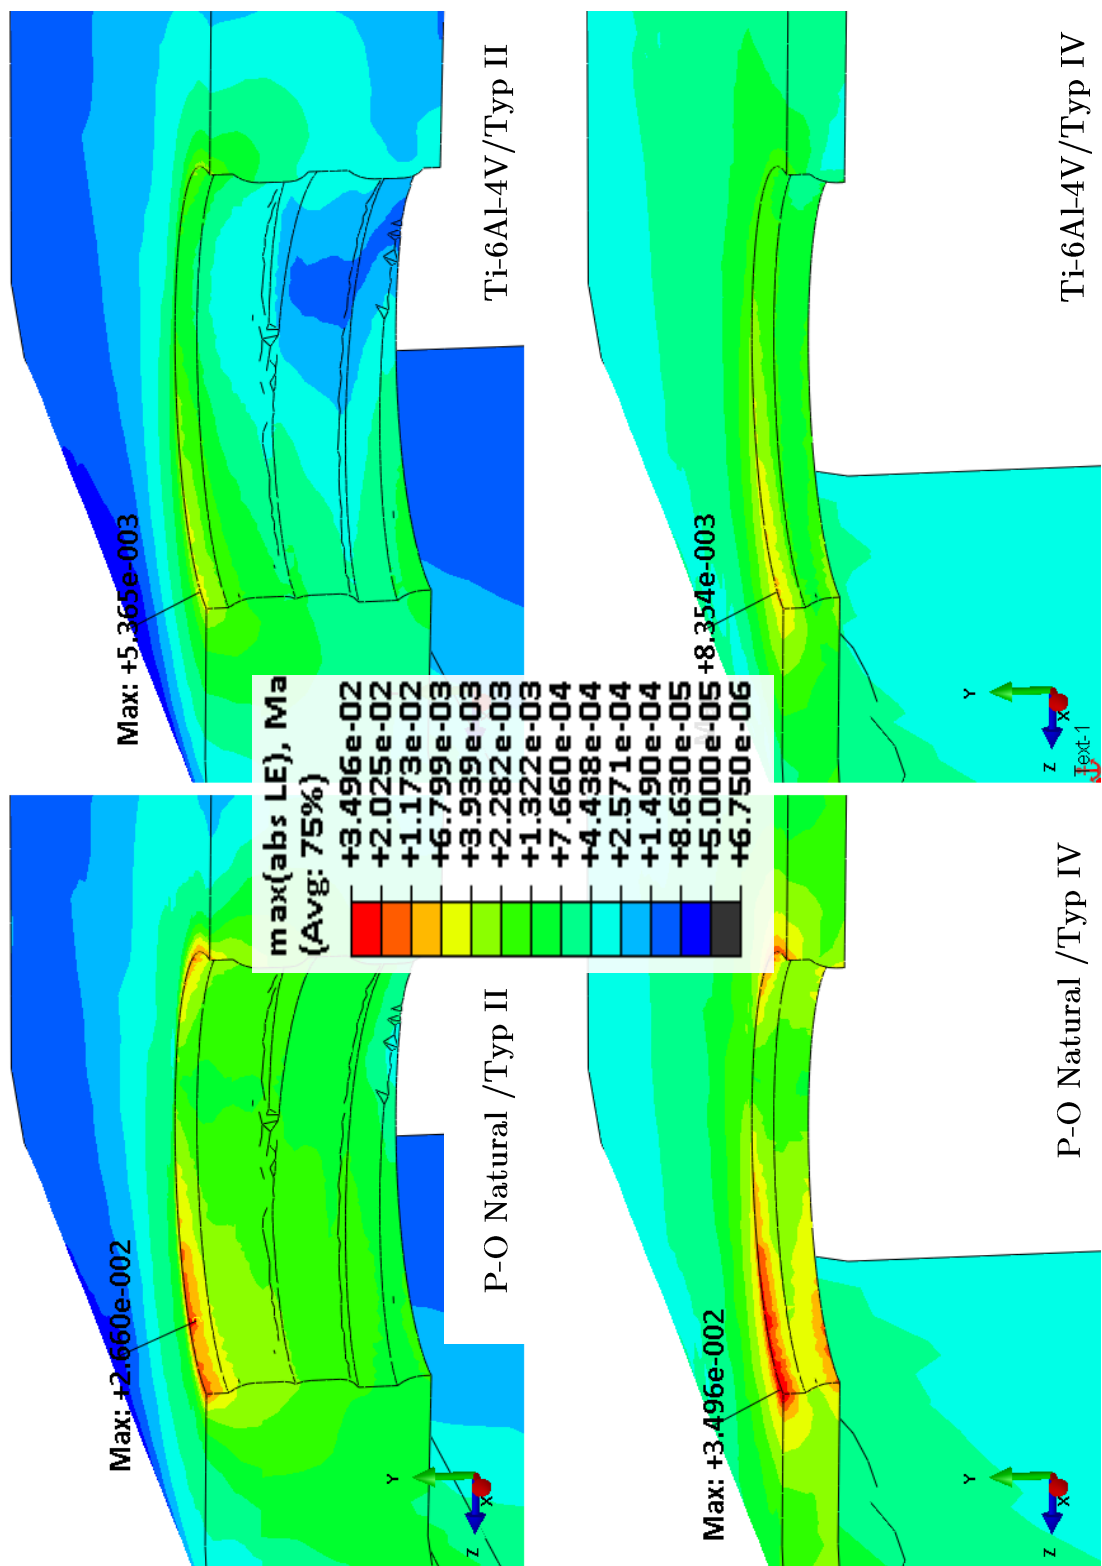 Max: +2.660e-002
P-O Natural /Typ II
Y
Z
X
Max: +5.365e-003
Ti-6Al-4V/Typ II
max(abs LE), Ma
(Avg: 75%)
+3.496e-02
+2.025e-02
+1.173e-02
+6.799e-03
+3.939e-03
+2.282e-03
+1.322e-03
+7.660e-04
+4.438e-04
+2.571e-04
+1.490e-04
+8.630e-05
+5.000e-05
+6.750e-06
Max: +3.496e-002
P-O Natural /Typ IV
Y
Z
X
+8.354e-003
Ti-6Al-4V/Typ IV
Y
Z
X
Text-1